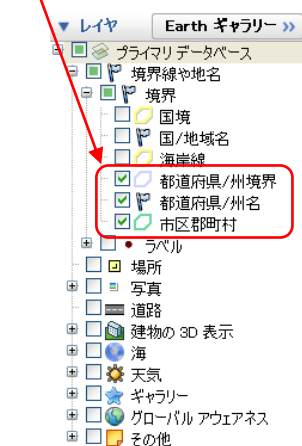 レイヤ Earth ギャラリー >>
プライマリ データベース
境界線や地名
境界
国境
国/地域名
海岸線
都道府県/州境界
都道府県/州名
市区郡町村
ラベル
場所
写真
道路
建物の 3D 表示
海
天気
ギャラリー
グローバル アウェアネス
その他